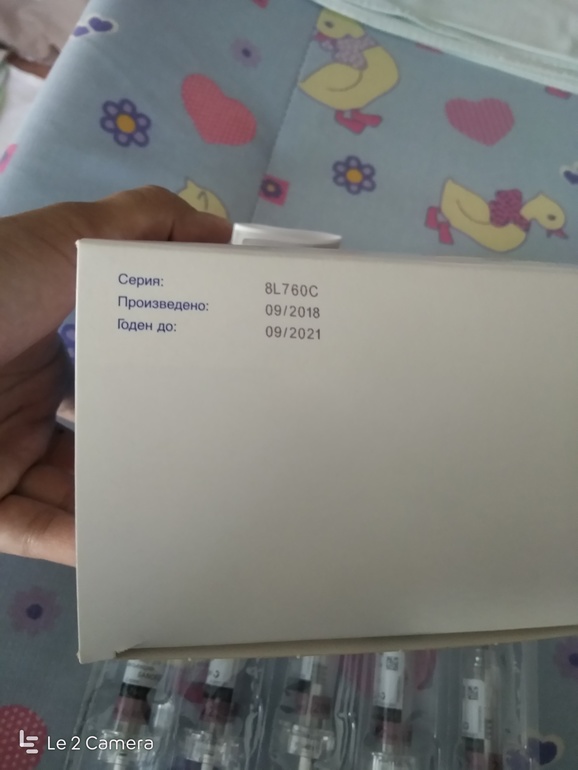 Серия: 8L760C
Произведено: 09/2018
Годен до: 09/2021
Le 2 Camera